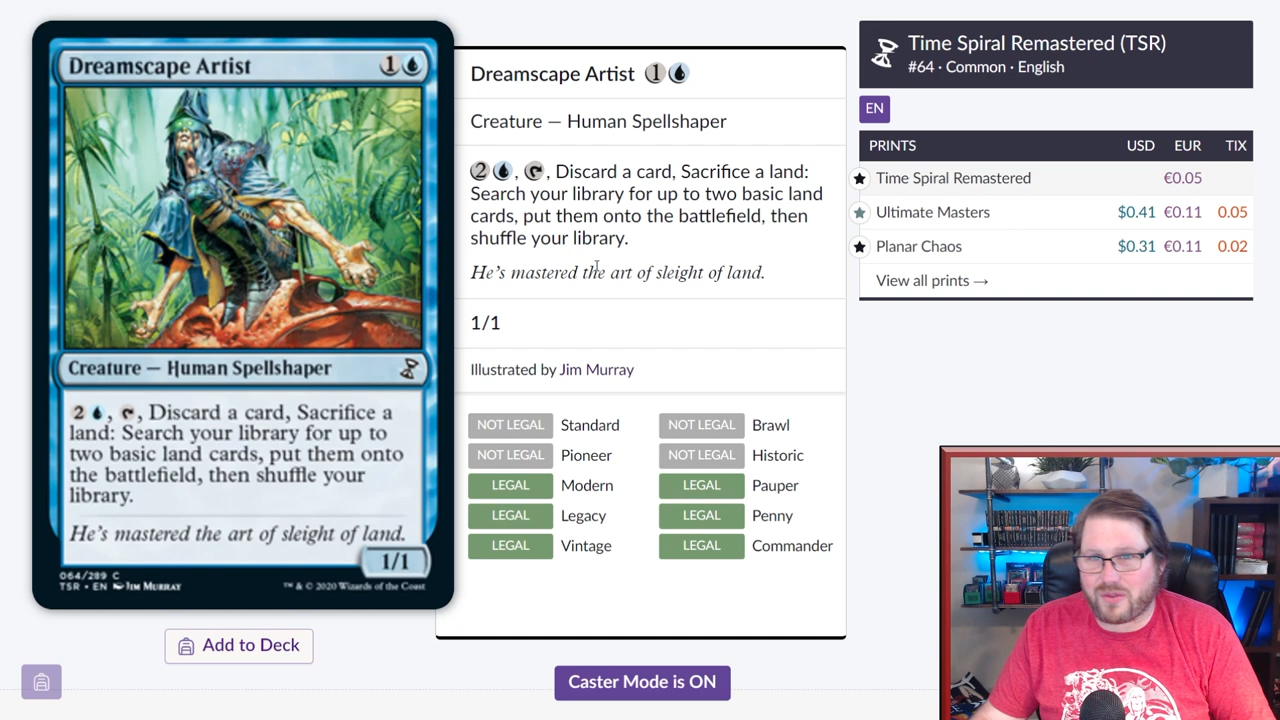 Dreamscape Artist 1
Creature — Human Spellshaper
2 , , Discard a card, Sacrifice a
land: Search your library for up to
two basic land cards, put them onto
the battlefield, then shuffle your
library.
He's mastered the art of sleight of land.
1/1
064/289 C
TSR • EN JIM MURRAY
™ & © 2020 Wizards of the Coast
Add to Deck
Dreamscape Artist 1
Creature — Human Spellshaper
2 , , Discard a card, Sacrifice a land:
Search your library for up to two basic land
cards, put them onto the battlefield, then
shuffle your library.
He's mastered the art of sleight of land.
1/1
Illustrated by Jim Murray
NOT LEGAL Standard NOT LEGAL Brawl
NOT LEGAL Pioneer NOT LEGAL Historic
LEGAL Modern LEGAL Pauper
LEGAL Legacy LEGAL Penny
LEGAL Vintage LEGAL Commander
Caster Mode is ON
Time Spiral Remastered (TSR)
#64 · Common · English
EN
PRINTS USD EUR TIX
Time Spiral Remastered €0.05
Ultimate Masters $0.41 €0.11 0.05
Planar Chaos $0.31 €0.11 0.02
View all prints →